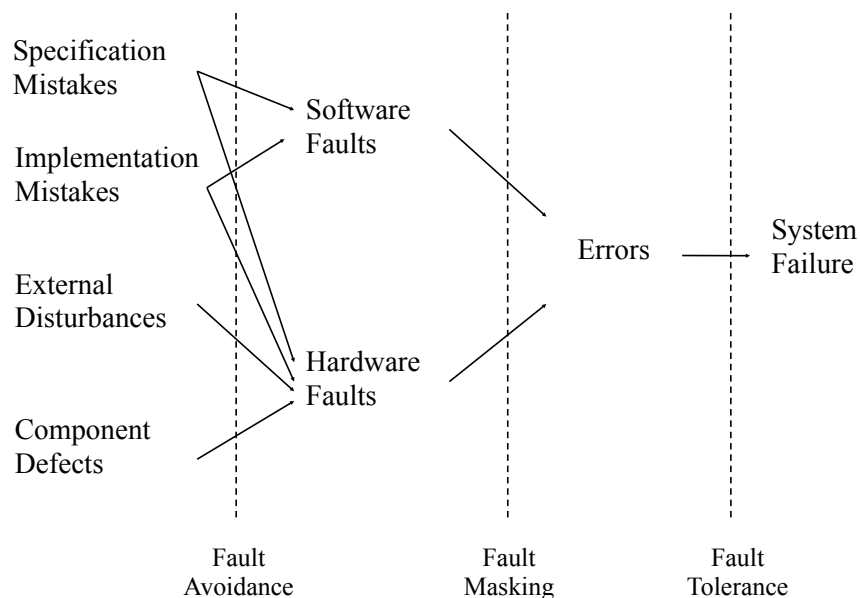 Specification
Mistakes
Implementation
Mistakes
External
Disturbances
Component
Defects
Software
Faults
Hardware
Faults
Errors
System
Failure
Fault
Avoidance
Fault
Masking
Fault
Tolerance